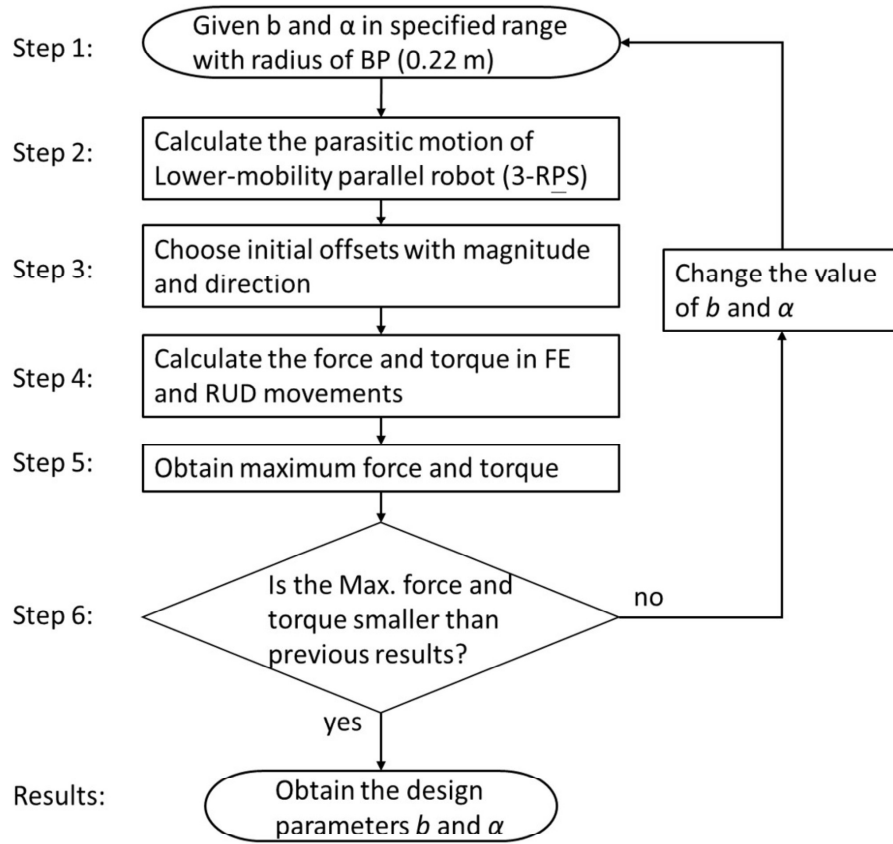 Step 1:
Given b and α in specified range
with radius of BP (0.22 m)
Step 2:
Calculate the parasitic motion of
Lower-mobility parallel robot (3-RPS)
Step 3:
Choose initial offsets with magnitude
and direction
Change the value
of b and α
Step 4:
Calculate the force and torque in FE
and RUD movements
Step 5:
Obtain maximum force and torque
Step 6:
Is the Max. force and
torque smaller than
previous results?
no
yes
Results:
Obtain the design
parameters b and α